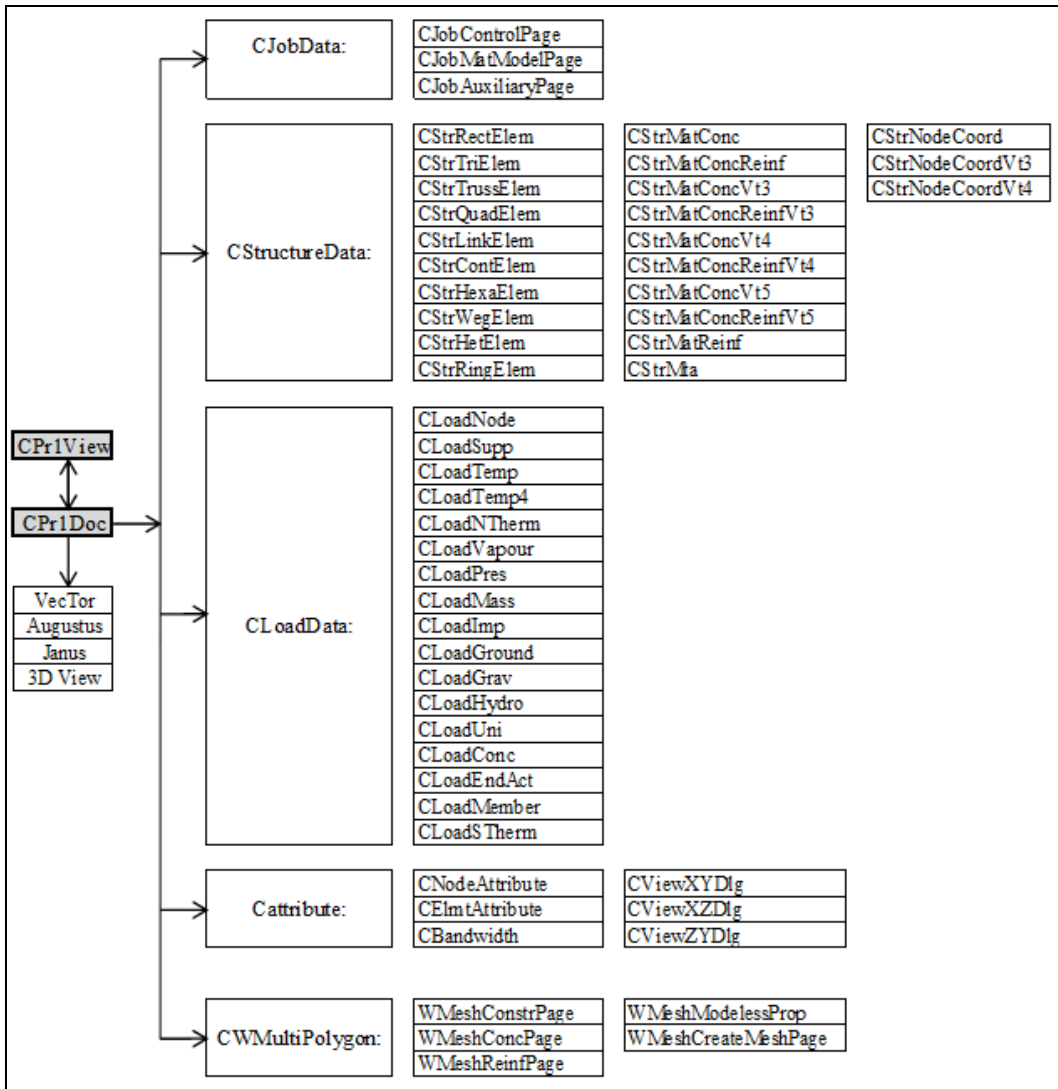 CJobData:
CJobControlPage
CJobMatModelPage
CJobAuxiliaryPage
CStructureData:
CStrRectElem
CStrTriElem
CStrTrussElem
CStrQuadElem
CStrLinkElem
CStrContElem
CStrHexaElem
CStrWegElem
CStrHetElem
CStrRingElem
CStrMatConc
CStrMatConcReinf
CStrMatConcVt3
CStrMatConcReinfVt3
CStrMatConcVt4
CStrMatConcReinfVt4
CStrMatConcVt5
CStrMatConcReinfVt5
CStrMatReinf
CStrMta
CStrNodeCoord
CStrNodeCoordVt3
CStrNodeCoordVt4
CPr1View
CPr1Doc
VecTor
Augustus
Janus
3D View
CLoadData:
CLoadNode
CLoadSupp
CLoadTemp
CLoadTemp4
CLoadNTherm
CLoadVapour
CLoadPres
CLoadMass
CLoadImp
CLoadGround
CLoadGrav
CLoadHydro
CLoadUni
CLoadConc
CLoadEndAct
CLoadMember
CLoadSTherm
Cattribute:
CNodeAttribute
CElmtAttribute
CBandwidth
CViewXYDlg
CViewXZDlg
CViewZYDlg
CWMultiPolygon:
WMeshConstrPage
WMeshConcPage
WMeshReinfPage
WMeshModelessProp
WMeshCreateMeshPage